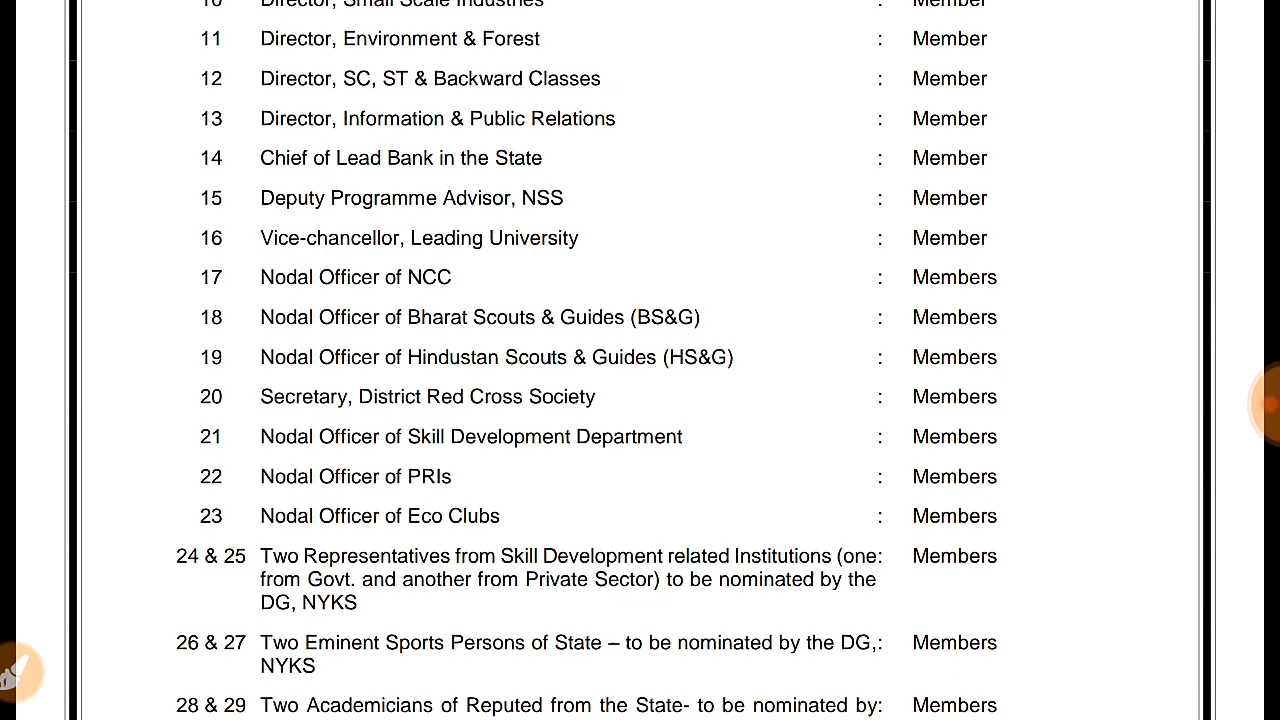 10 Director, Small Scale Industries : Member
11 Director, Environment & Forest : Member
12 Director, SC, ST & Backward Classes : Member
13 Director, Information & Public Relations : Member
14 Chief of Lead Bank in the State : Member
15 Deputy Programme Advisor, NSS : Member
16 Vice-chancellor, Leading University : Member
17 Nodal Officer of NCC : Members
18 Nodal Officer of Bharat Scouts & Guides (BS&G) : Members
19 Nodal Officer of Hindustan Scouts & Guides (HS&G) : Members
20 Secretary, District Red Cross Society : Members
21 Nodal Officer of Skill Development Department : Members
22 Nodal Officer of PRIs : Members
23 Nodal Officer of Eco Clubs : Members
24 & 25 Two Representatives from Skill Development related Institutions (one: Members
from Govt. and another from Private Sector) to be nominated by the
DG, NYKS
26 & 27 Two Eminent Sports Persons of State – to be nominated by the DG,: Members
NYKS
28 & 29 Two Academicians of Reputed from the State- to be nominated by: Members